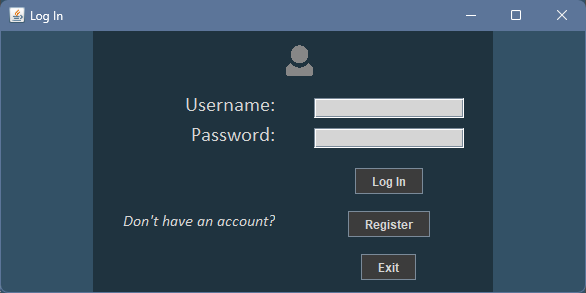 Log In
Username:
Password:
Log In
Don't have an account?
Register
Exit